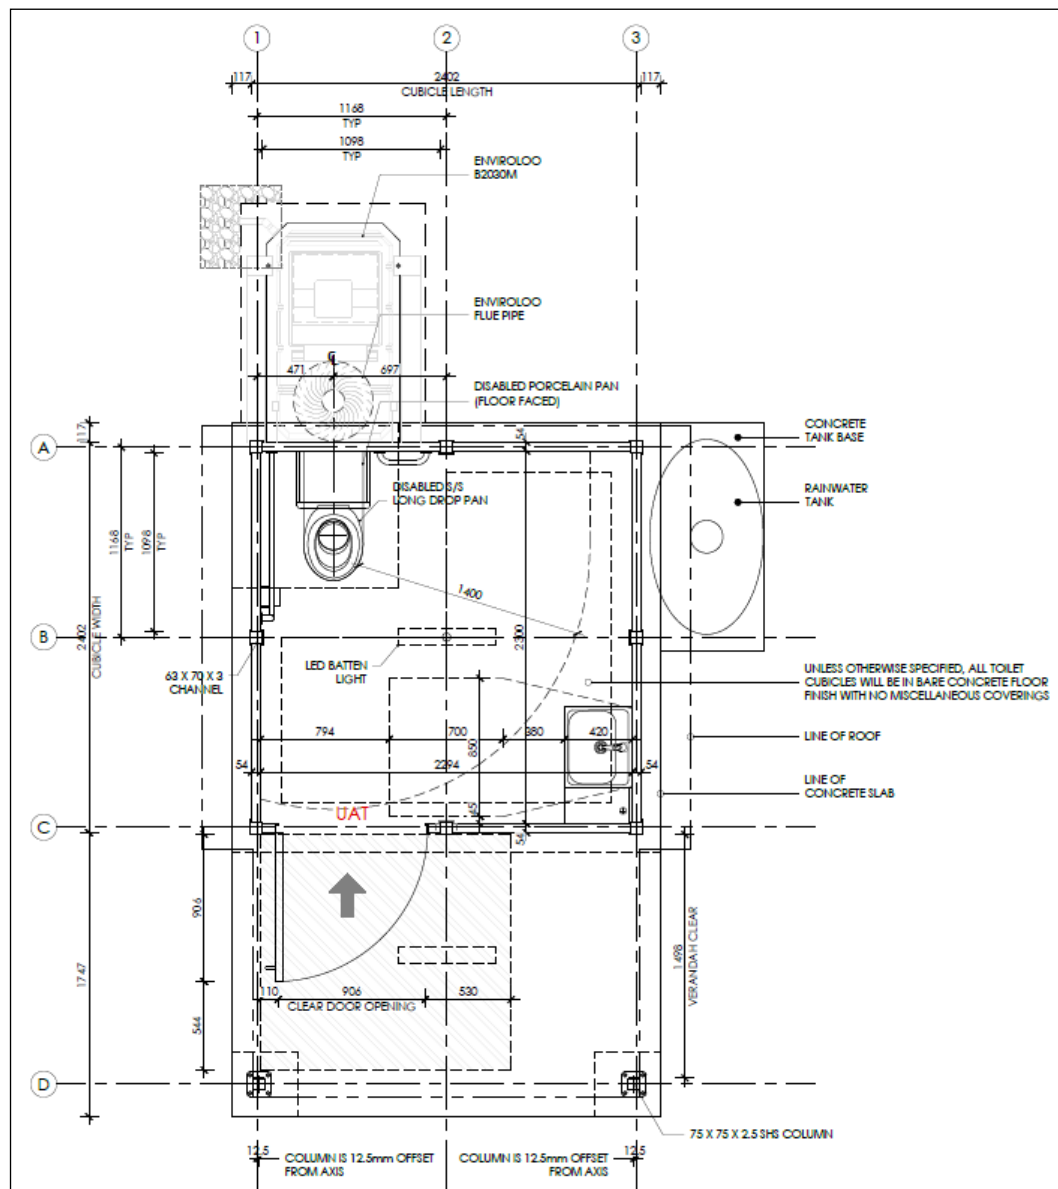 1
2
3
117
2402
117
CUBICLE LENGTH
1168
TYP
1098
TYP
ENVIROLOO
B2030M
ENVIROLOO
FLUE PIPE
471
697
DISABLED PORCELAIN PAN
(FLOOR FACED)
117
54
CONCRETE
TANK BASE
A
DISABLED S/S
LONG DROP PAN
RAINWATER
TANK
1168
TYP
1098
TYP
1400
2402
CUBICLE WIDTH
B
2300
LED BATTEN
LIGHT
63 X 70 X 3
CHANNEL
UNLESS OTHERWISE SPECIFIED, ALL TOILET
CUBICLES WILL BE IN BARE CONCRETE FLOOR
FINISH WITH NO MISCELLANEOUS COVERINGS
794
700
380
420
850
LINE OF ROOF
54
2294
54
LINE OF
CONCRETE SLAB
45
UAT
C
54
906
1498
VERANDAH CLEAR
1747
110
906
530
CLEAR DOOR OPENING
544
D
75 X 75 X 2.5 SHS COLUMN
12.5
COLUMN IS 12.5mm OFFSET
FROM AXIS
COLUMN IS 12.5mm OFFSET
FROM AXIS
12.5